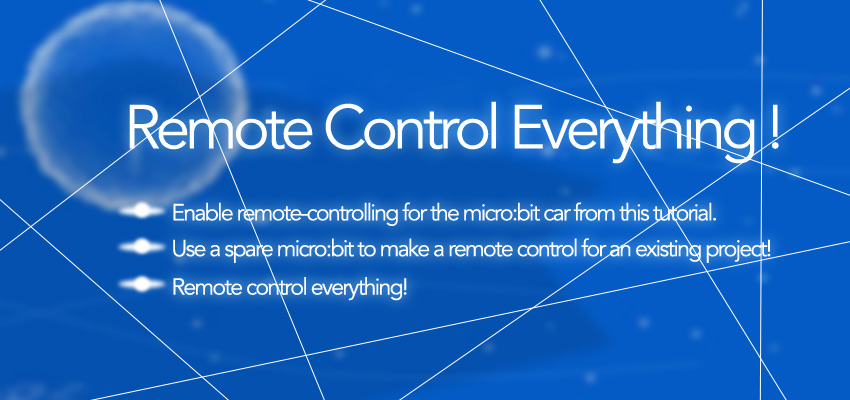 Remote Control Everything !
Enable remote-controlling for the micro:bit car from this tutorial.
Use a spare micro:bit to make a remote control for an existing project!
Remote control everything!